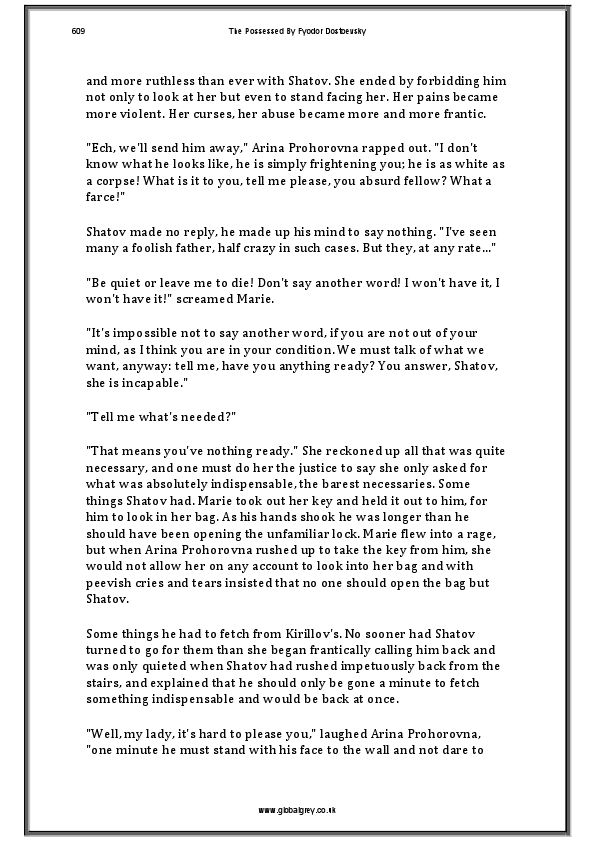 609
The Possessed By Fyodor Dostoevsky
and more ruthless than ever with Shatov. She ended by forbidding him
not only to look at her but even to stand facing her. Her pains became
more violent. Her curses, her abuse became more and more frantic.
"Ech, we'll send him away," Arina Prohorovna rapped out. "I don't
know what he looks like, he is simply frightening you; he is as white as
a corpse! What is it to you, tell me please, you absurd fellow? What a
farce!"
Shatov made no reply, he made up his mind to say nothing. "I've seen
many a foolish father, half crazy in such cases. But they, at any rate..."
"Be quiet or leave me to die! Don't say another word! I won't have it, I
won't have it!" screamed Marie.
"It's impossible not to say another word, if you are not out of your
mind, as I think you are in your condition. We must talk of what we
want, anyway: tell me, have you anything ready? You answer, Shatov,
she is incapable."
"Tell me what's needed?"
"That means you've nothing ready." She reckoned up all that was quite
necessary, and one must do her the justice to say she only asked for
what was absolutely indispensable, the barest necessaries. Some
things Shatov had. Marie took out her key and held it out to him, for
him to look in her bag. As his hands shook he was longer than he
should have been opening the unfamiliar lock. Marie flew into a rage,
but when Arina Prohorovna rushed up to take the key from him, she
would not allow her on any account to look into her bag and with
peevish cries and tears insisted that no one should open the bag but
Shatov.
Some things he had to fetch from Kirillov's. No sooner had Shatov
turned to go for them than she began frantically calling him back and
was only quieted when Shatov had rushed impetuously back from the
stairs, and explained that he should only be gone a minute to fetch
something indispensable and would be back at once.
"Well, my lady, it's hard to please you," laughed Arina Prohorovna,
"one minute he must stand with his face to the wall and not dare to
www.globalgrey.co.uk